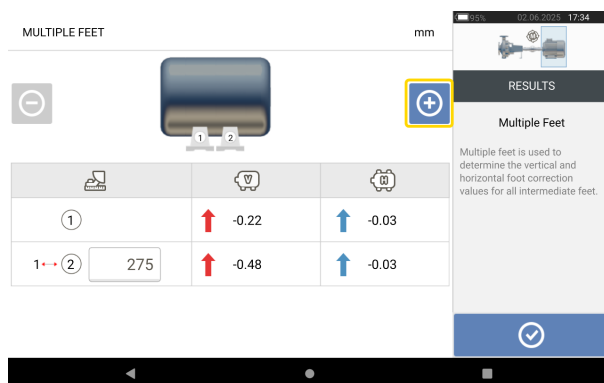 95% 02.06.2025 17:34
MULTIPLE FEET mm
1 2
V H
1 -0.22 -0.03
1 2 275 -0.48 -0.03
RESULTS
Multiple Feet
Multiple feet is used to
determine the vertical and
horizontal foot correction
values for all intermediate feet.